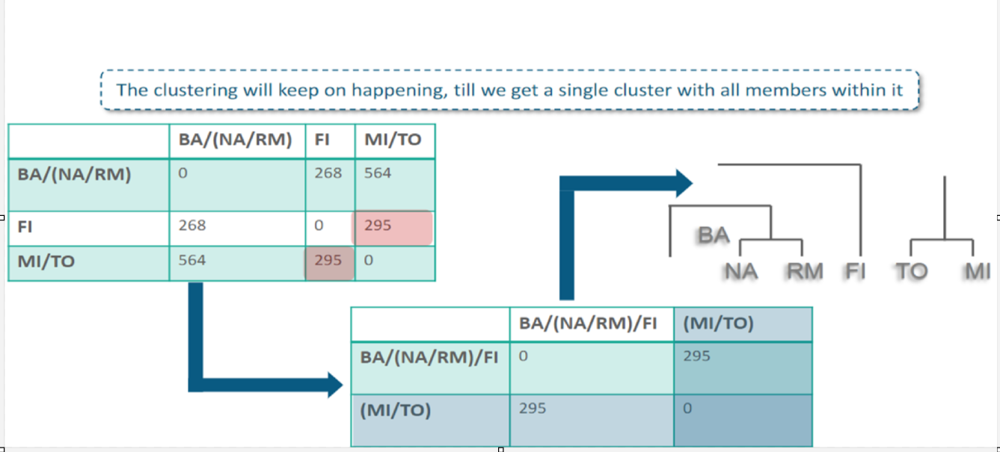 The clustering will keep on happening, till we get a single cluster with all members within it
BA/(NA/RM) FI MI/TO
BA/(NA/RM) 0 268 564
FI 268 0 295
MI/TO 564 295 0
BA
NA RM FI TO MI
BA/(NA/RM)/FI (MI/TO)
BA/(NA/RM)/FI 0 295
(MI/TO) 295 0